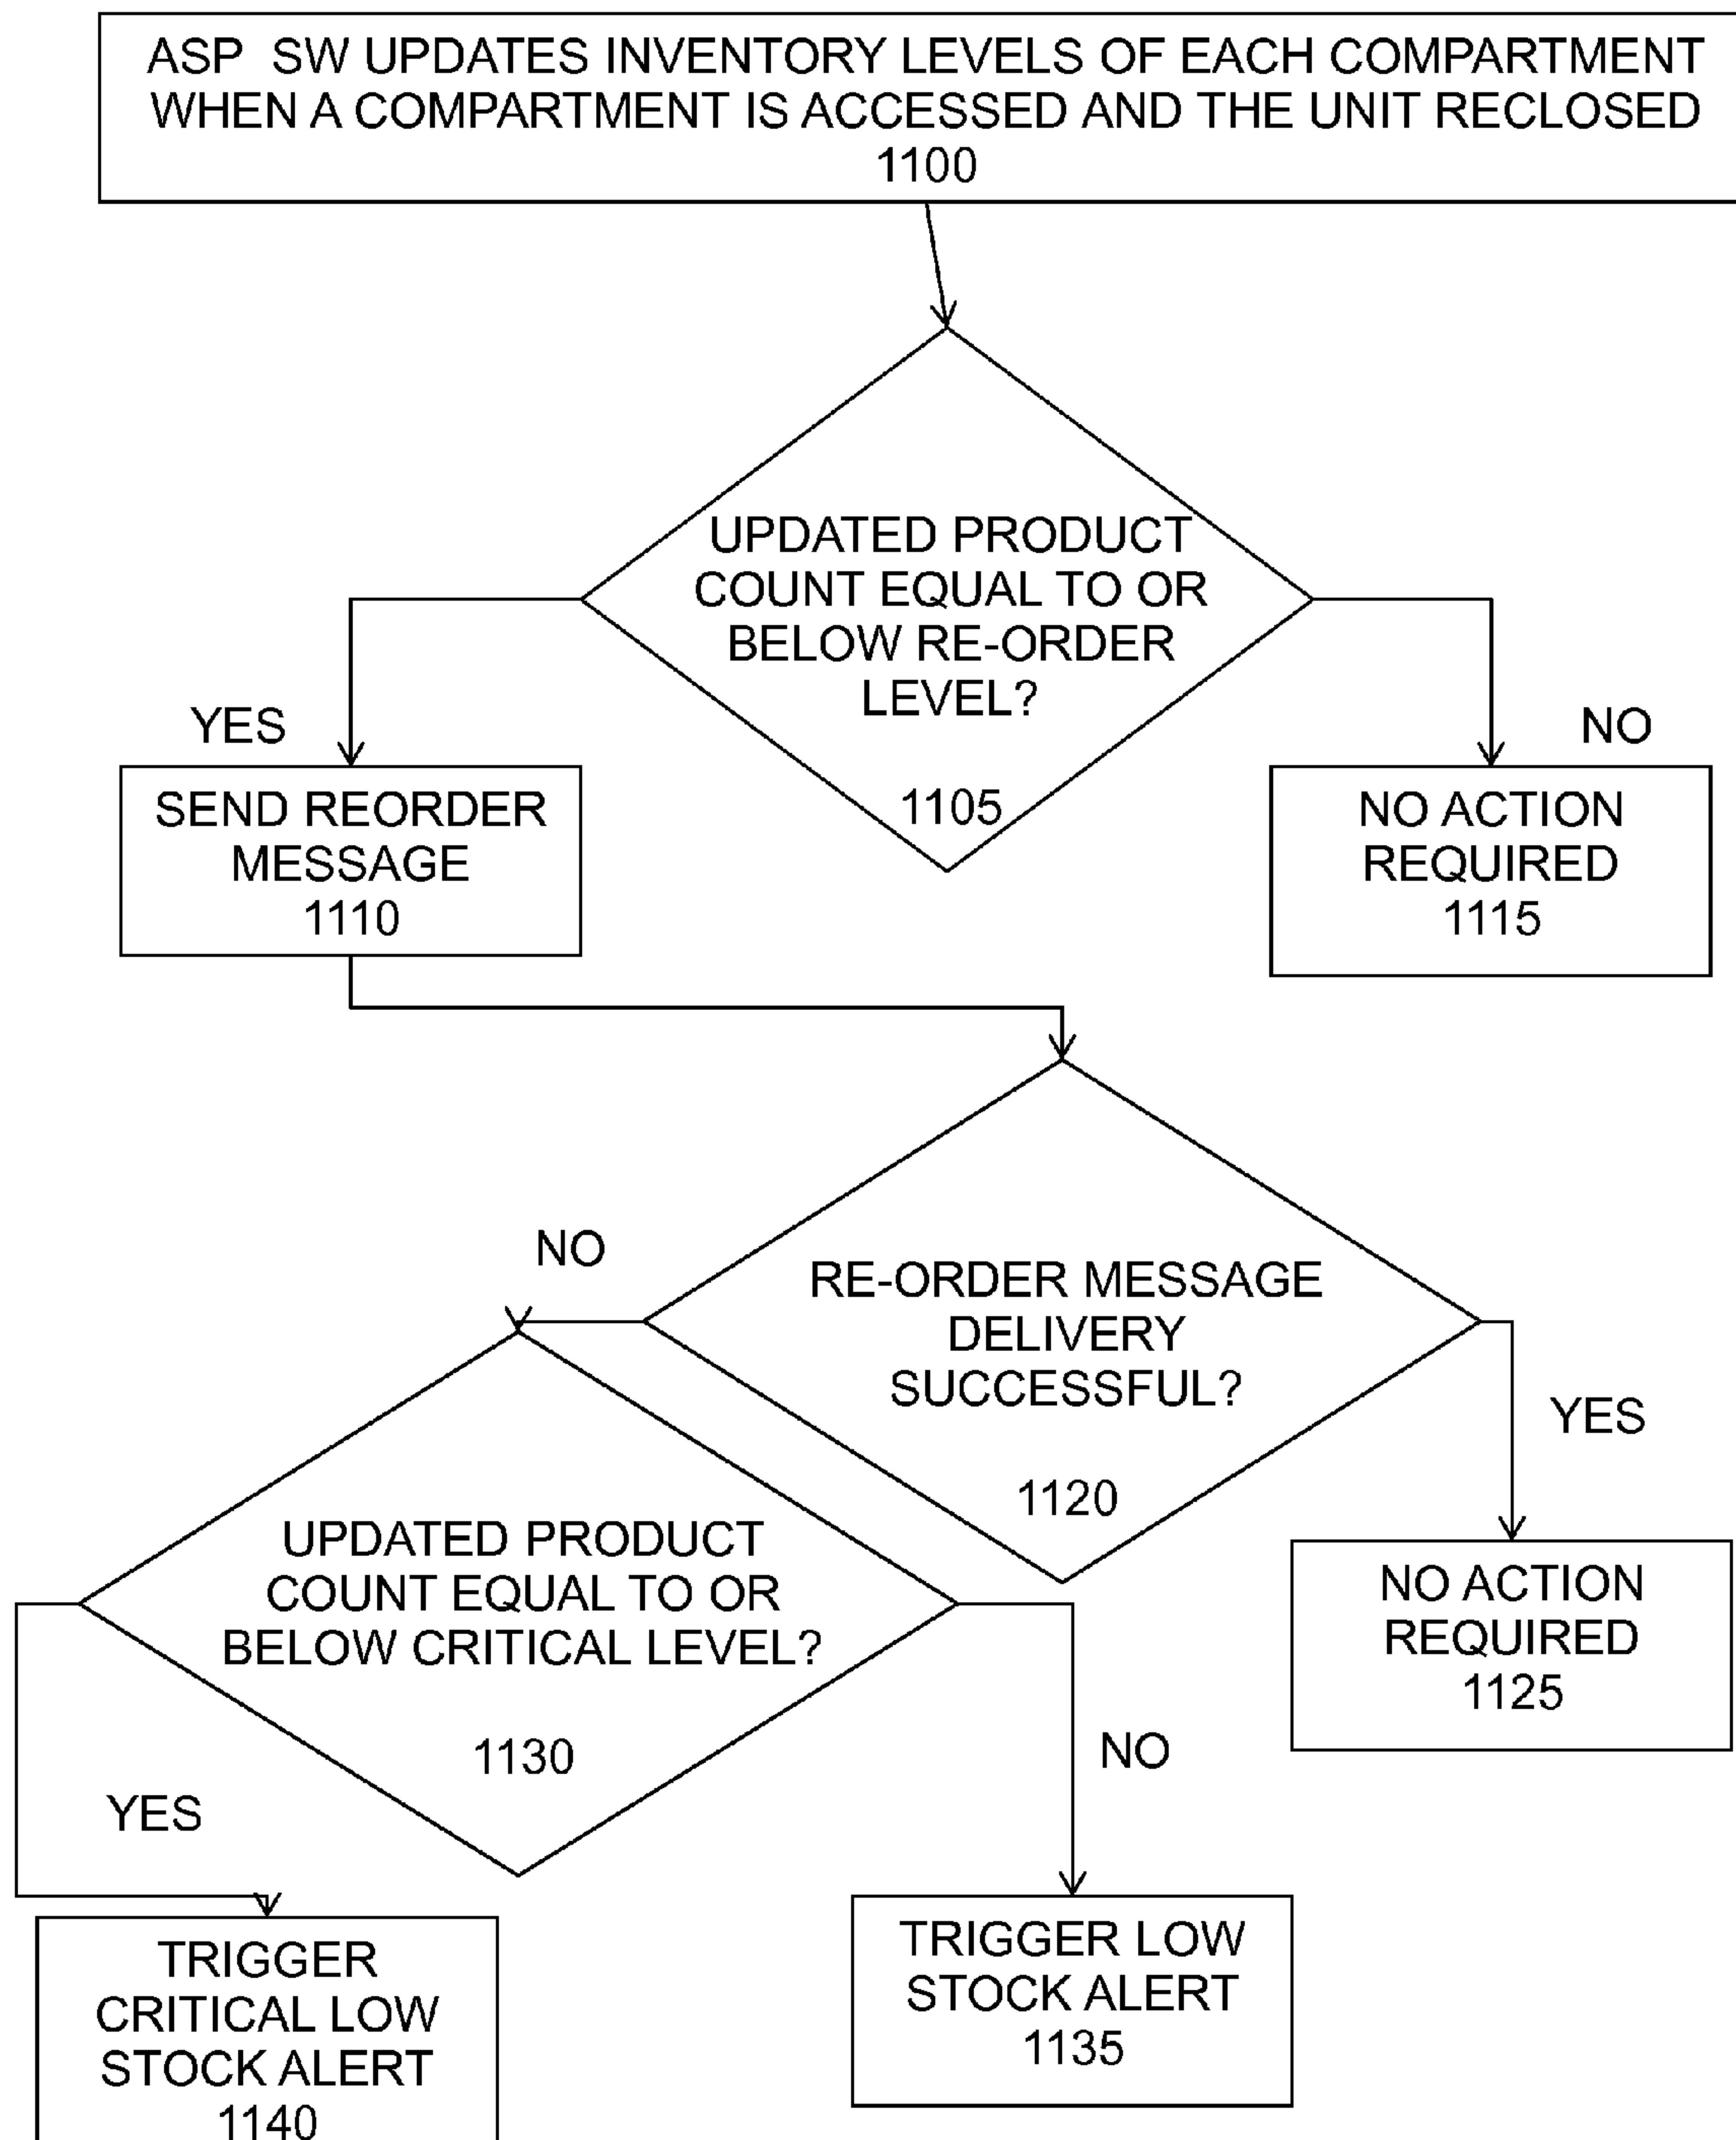 ASP SW UPDATES INVENTORY LEVELS OF EACH COMPARTMENT
WHEN A COMPARTMENT IS ACCESSED AND THE UNIT RECLOSED
1100
UPDATED PRODUCT
COUNT EQUAL TO OR
BELOW RE-ORDER
LEVEL?
1105
YES
NO
SEND REORDER
MESSAGE
1110
NO ACTION
REQUIRED
1115
RE-ORDER MESSAGE
DELIVERY
SUCCESSFUL?
1120
NO
YES
NO ACTION
REQUIRED
1125
UPDATED PRODUCT
COUNT EQUAL TO OR
BELOW CRITICAL LEVEL?
1130
YES
NO
TRIGGER
CRITICAL LOW
STOCK ALERT
1140
TRIGGER LOW
STOCK ALERT
1135